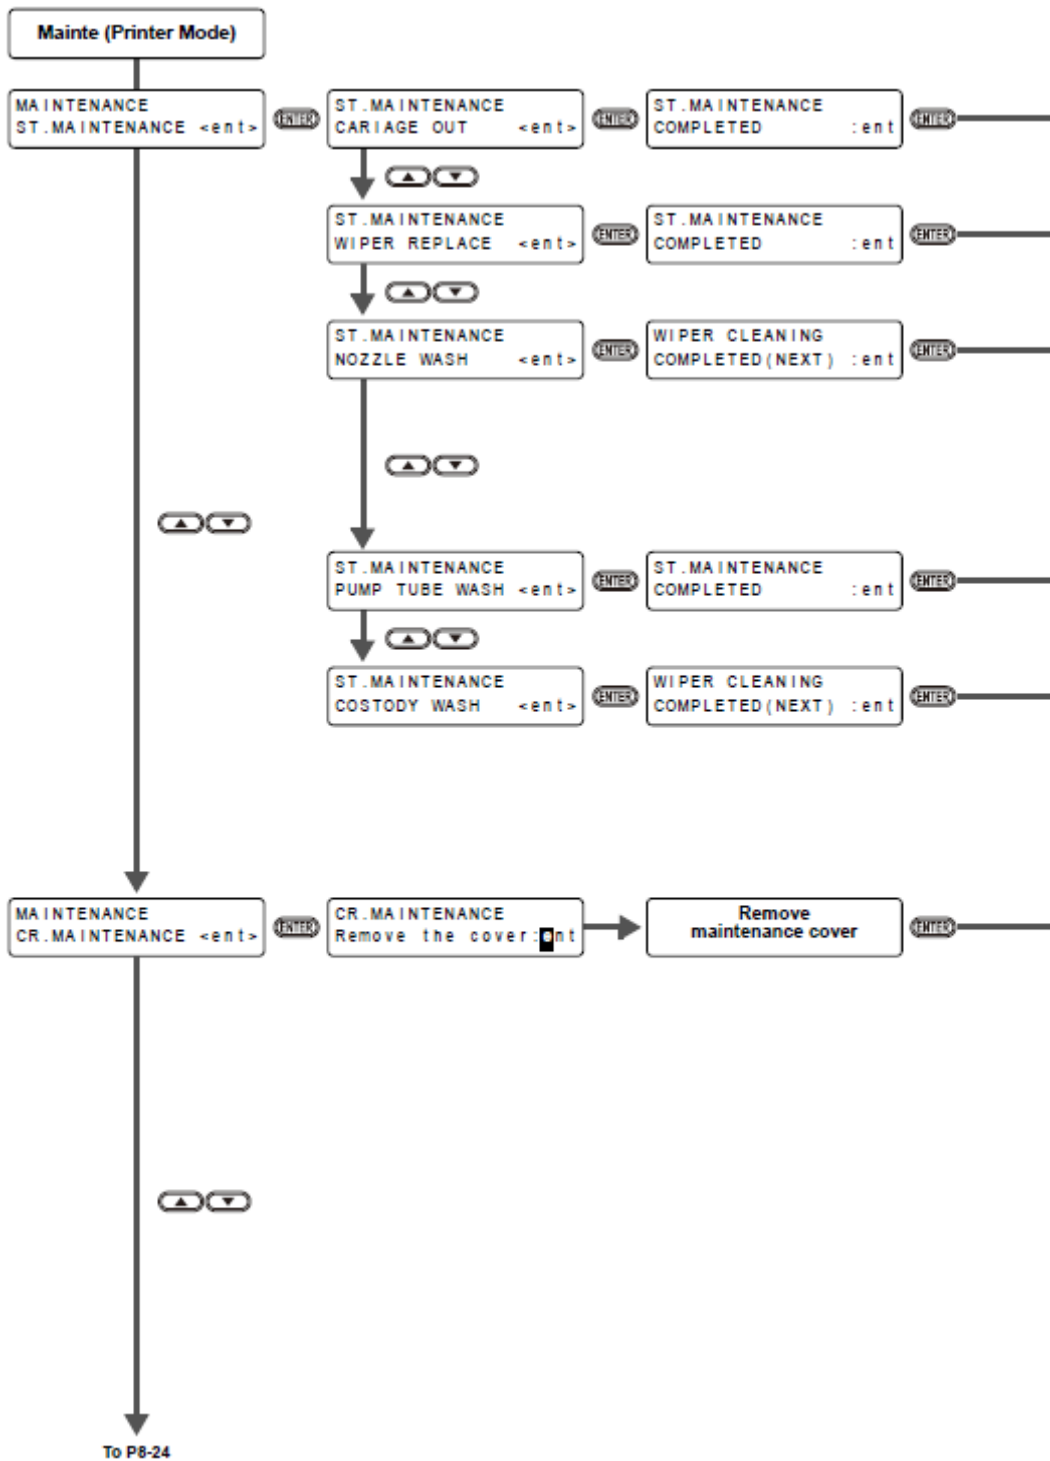 Mainte (Printer Mode)
MAINTENANCE
ST.MAINTENANCE <ent>
ENTER
ST.MAINTENANCE
CARIAGE OUT <ent>
ENTER
ST.MAINTENANCE
COMPLETED :ent
ENTER
ST.MAINTENANCE
WIPER REPLACE <ent>
ENTER
ST.MAINTENANCE
COMPLETED :ent
ENTER
ST.MAINTENANCE
NOZZLE WASH <ent>
ENTER
WIPER CLEANING
COMPLETED(NEXT) :ent
ENTER
ST.MAINTENANCE
PUMP TUBE WASH <ent>
ENTER
ST.MAINTENANCE
COMPLETED :ent
ENTER
ST.MAINTENANCE
COSTODY WASH <ent>
ENTER
WIPER CLEANING
COMPLETED(NEXT) :ent
ENTER
MAINTENANCE
CR.MAINTENANCE <ent>
ENTER
CR.MAINTENANCE
Remove the cover:ent
Remove
maintenance cover
ENTER
To P8-24